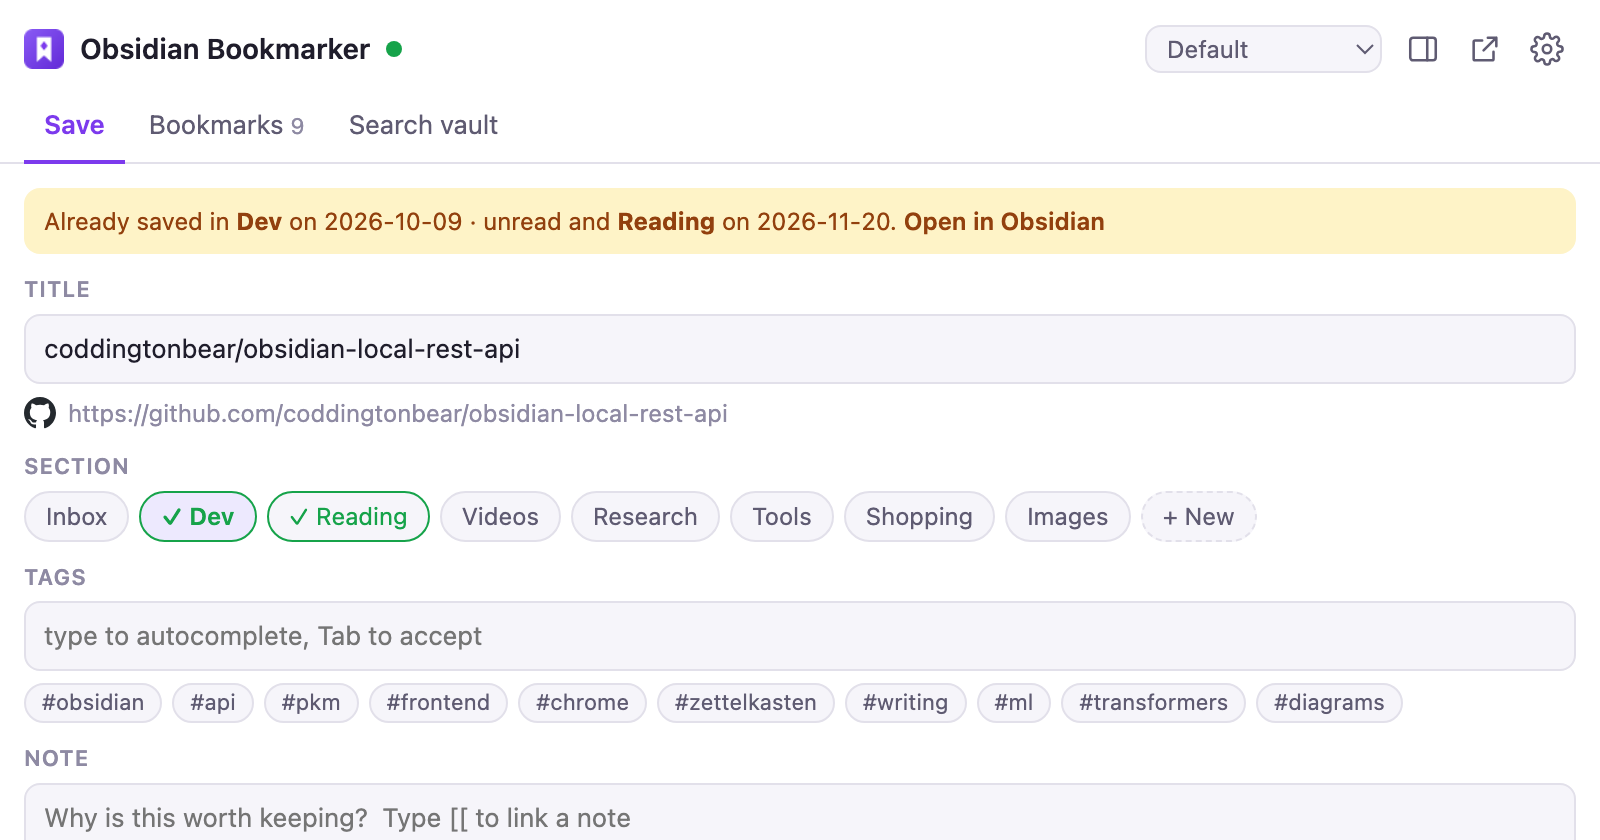 Obsidian Bookmarker
Default
Save
Bookmarks 9
Search vault
Already saved in Dev on 2026-10-09 · unread and Reading on 2026-11-20. Open in Obsidian
TITLE
coddingtonbear/obsidian-local-rest-api
https://github.com/coddingtonbear/obsidian-local-rest-api
SECTION
Inbox ✓ Dev ✓ Reading Videos Research Tools Shopping Images + New
TAGS
type to autocomplete, Tab to accept
#obsidian #api #pkm #frontend #chrome #zettelkasten #writing #ml #transformers #diagrams
NOTE
Why is this worth keeping?  Type [[ to link a note